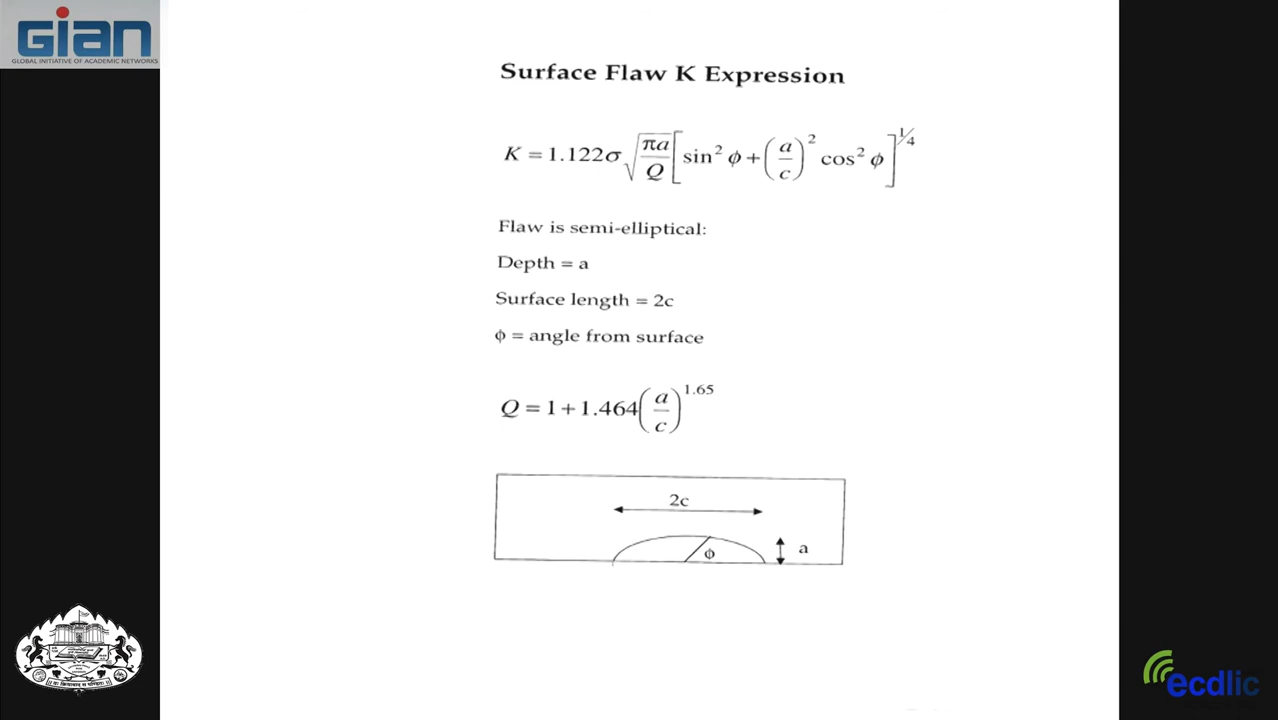 Gian
GLOBAL INITIATIVE OF ACADEMIC NETWORKS
Surface Flaw K Expression
K = 1.122σ√(πa/Q) [sin² ϕ + (a/c)² cos² ϕ]^1/4
Flaw is semi-elliptical:
Depth = a
Surface length = 2c
ϕ = angle from surface
Q = 1 + 1.464(a/c)^1.65
2c
ϕ
a
ecdlic